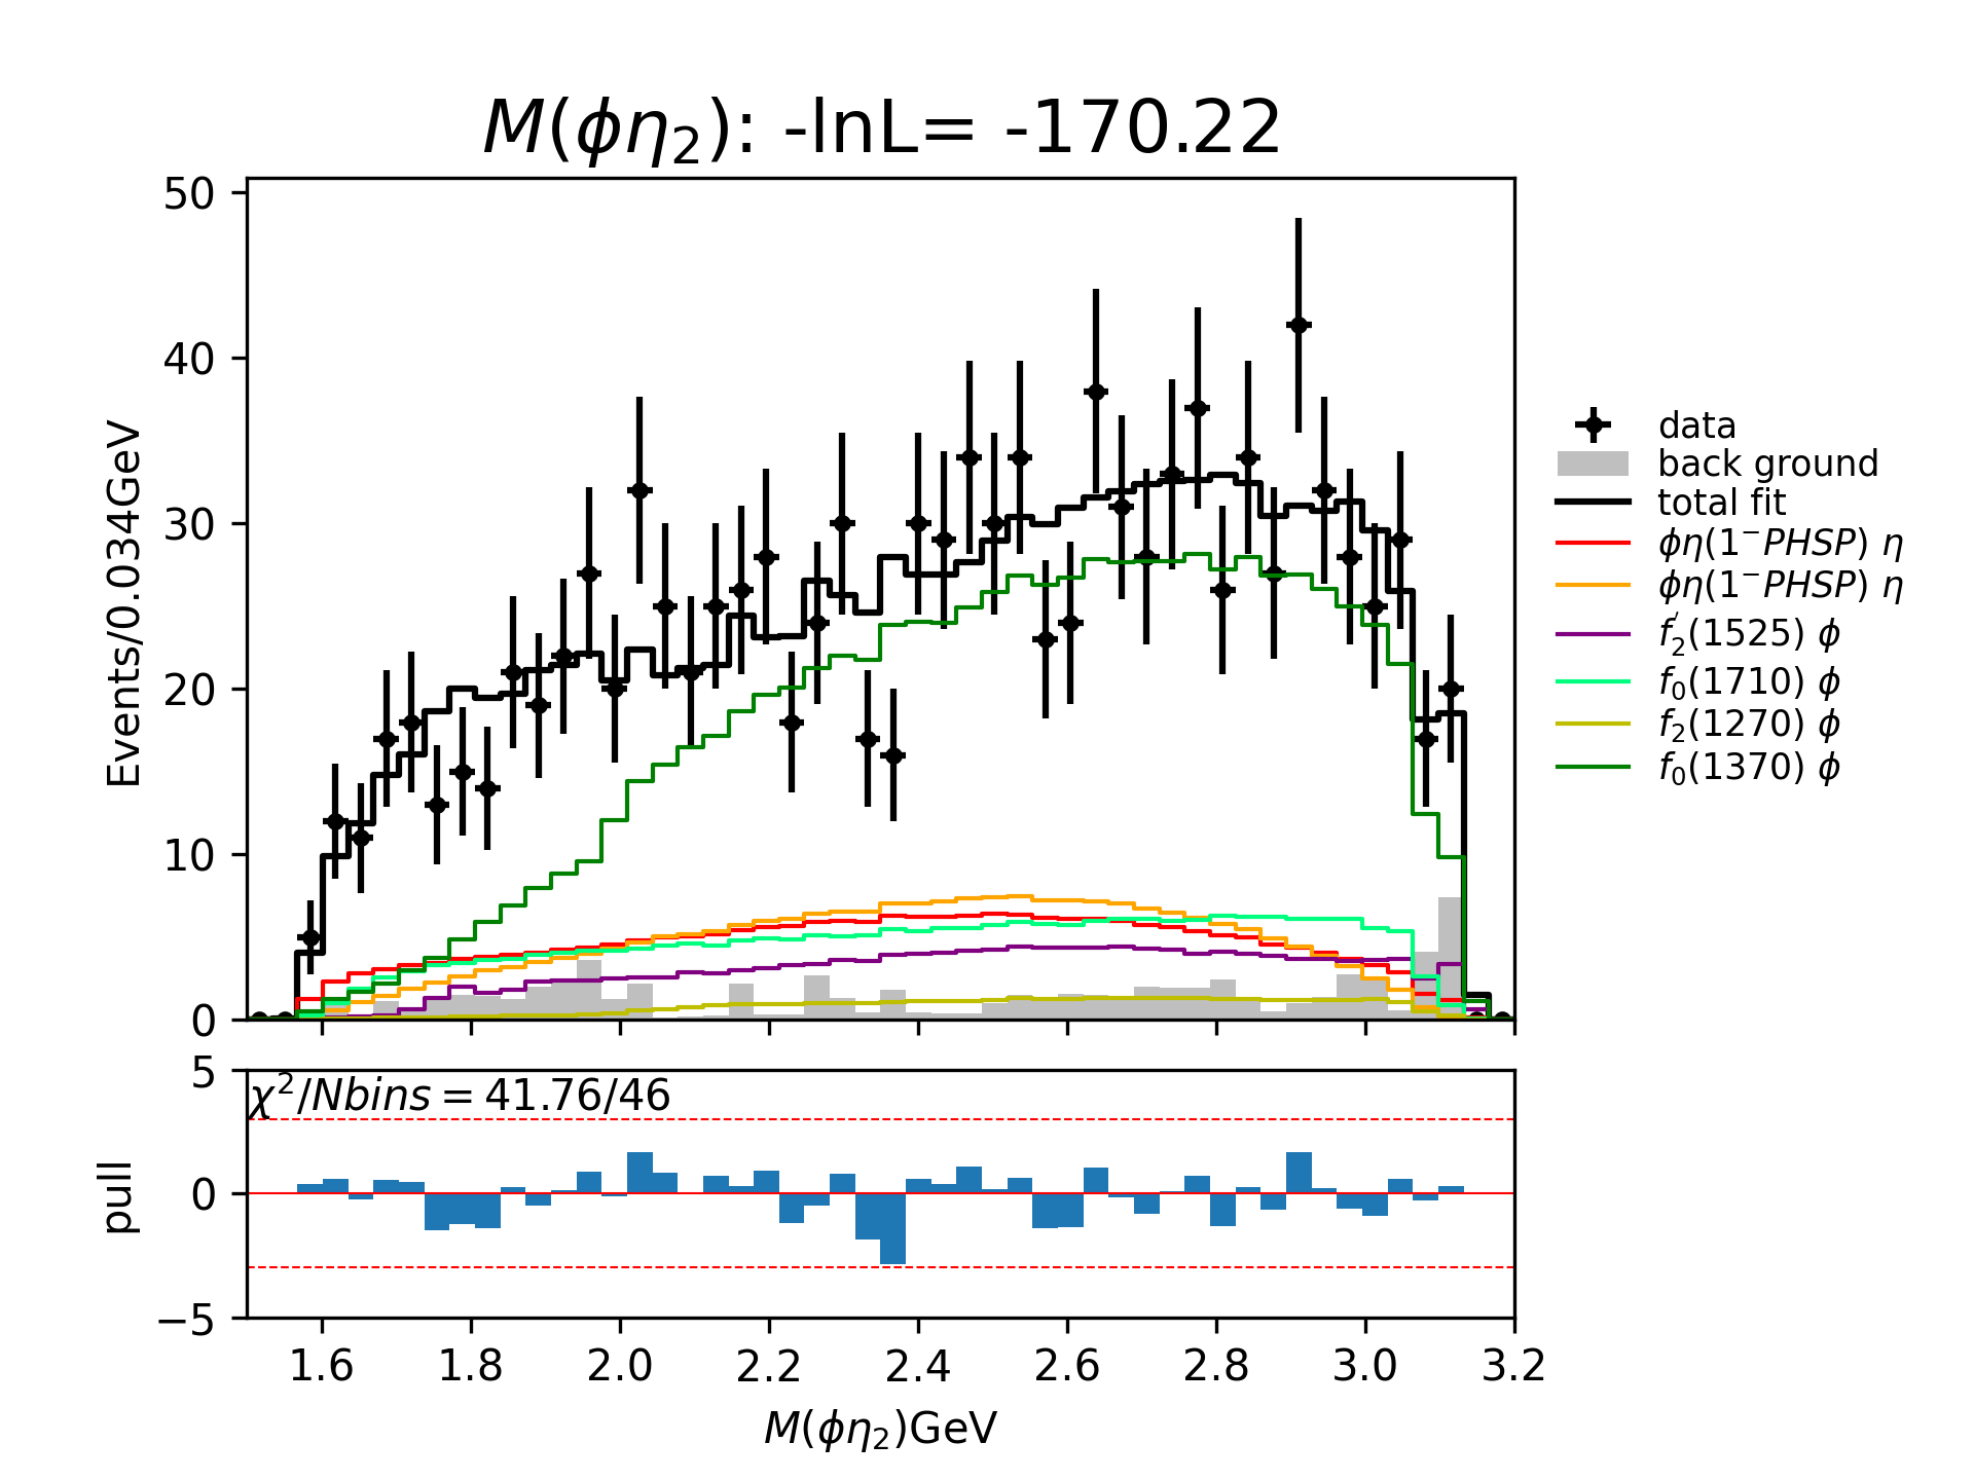 M(ϕη₂): -lnL= -170.22
50
40
30
20
10
0
Events/0.034GeV
data
back ground
total fit
ϕη(1⁻PHSP) η
ϕη(1⁻PHSP) η
f₂′(1525) ϕ
f₀(1710) ϕ
f₂(1270) ϕ
f₀(1370) ϕ
χ²/Nbins = 41.76/46
5
0
−5
pull
1.6 1.8 2.0 2.2 2.4 2.6 2.8 3.0 3.2
M(ϕη₂)GeV